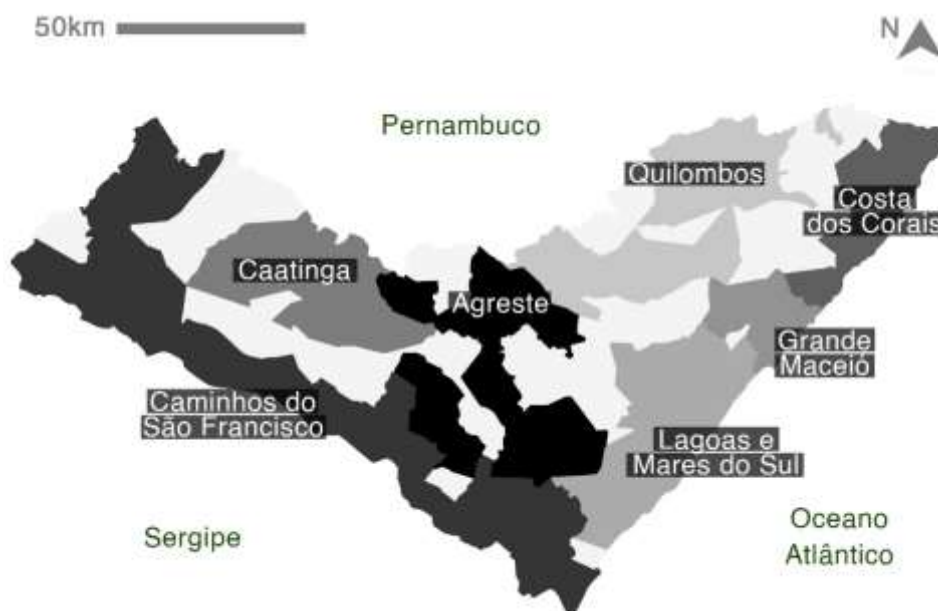 50km
N
Pernambuco
Quilombos
Costa
dos Corais
Caatinga
Agreste
Grande
Maceió
Caminhos do
São Francisco
Lagoas e
Mares do Sul
Sergipe
Oceano
Atlântico